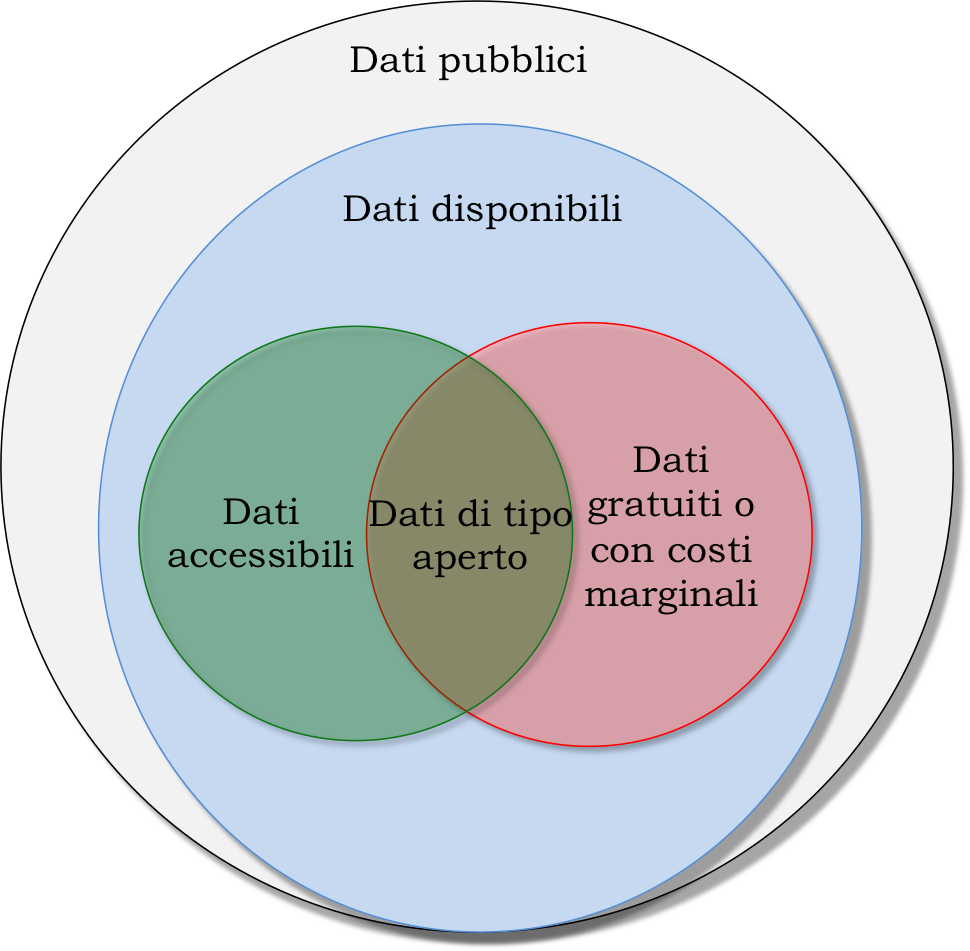 Dati pubblici
Dati disponibili
Dati
accessibili
Dati di tipo
aperto
Dati
gratuiti o
con costi
marginali